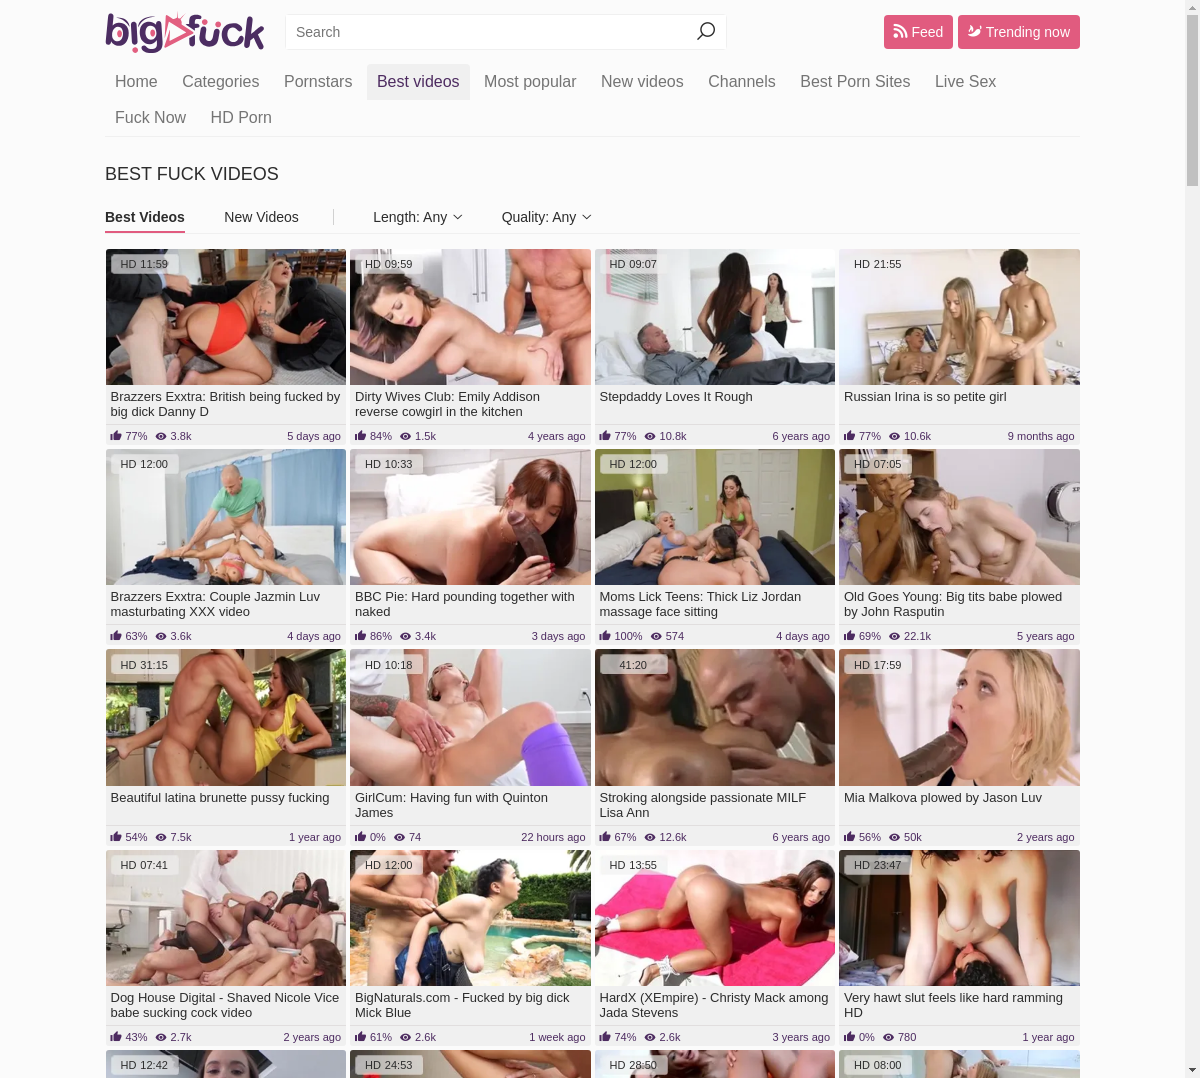 bigfuck
Search
Feed
Trending now
Home Categories Pornstars Best videos Most popular New videos Channels Best Porn Sites Live Sex
Fuck Now HD Porn
BEST FUCK VIDEOS
Best Videos New Videos Length: Any Quality: Any
HD 11:59
Brazzers Exxtra: British being fucked by
big dick Danny D
77% 3.8k 5 days ago
HD 09:59
Dirty Wives Club: Emily Addison
reverse cowgirl in the kitchen
84% 1.5k 4 years ago
HD 09:07
Stepdaddy Loves It Rough
77% 10.8k 6 years ago
HD 21:55
Russian Irina is so petite girl
77% 10.6k 9 months ago
HD 12:00
Brazzers Exxtra: Couple Jazmin Luv
masturbating XXX video
63% 3.6k 4 days ago
HD 10:33
BBC Pie: Hard pounding together with
naked
86% 3.4k 3 days ago
HD 12:00
Moms Lick Teens: Thick Liz Jordan
massage face sitting
100% 574 4 days ago
HD 07:05
Old Goes Young: Big tits babe plowed
by John Rasputin
69% 22.1k 5 years ago
HD 31:15
Beautiful latina brunette pussy fucking
54% 7.5k 1 year ago
HD 10:18
GirlCum: Having fun with Quinton
James
0% 74 22 hours ago
41:20
Stroking alongside passionate MILF
Lisa Ann
67% 12.6k 6 years ago
HD 17:59
Mia Malkova plowed by Jason Luv
56% 50k 2 years ago
HD 07:41
Dog House Digital - Shaved Nicole Vice
babe sucking cock video
43% 2.7k 2 years ago
HD 12:00
BigNaturals.com - Fucked by big dick
Mick Blue
61% 2.6k 1 week ago
HD 13:55
HardX (XEmpire) - Christy Mack among
Jada Stevens
74% 2.6k 3 years ago
HD 23:47
Very hawt slut feels like hard ramming
HD
0% 780 1 year ago
HD 12:42
HD 24:53
HD 28:50
HD 08:00